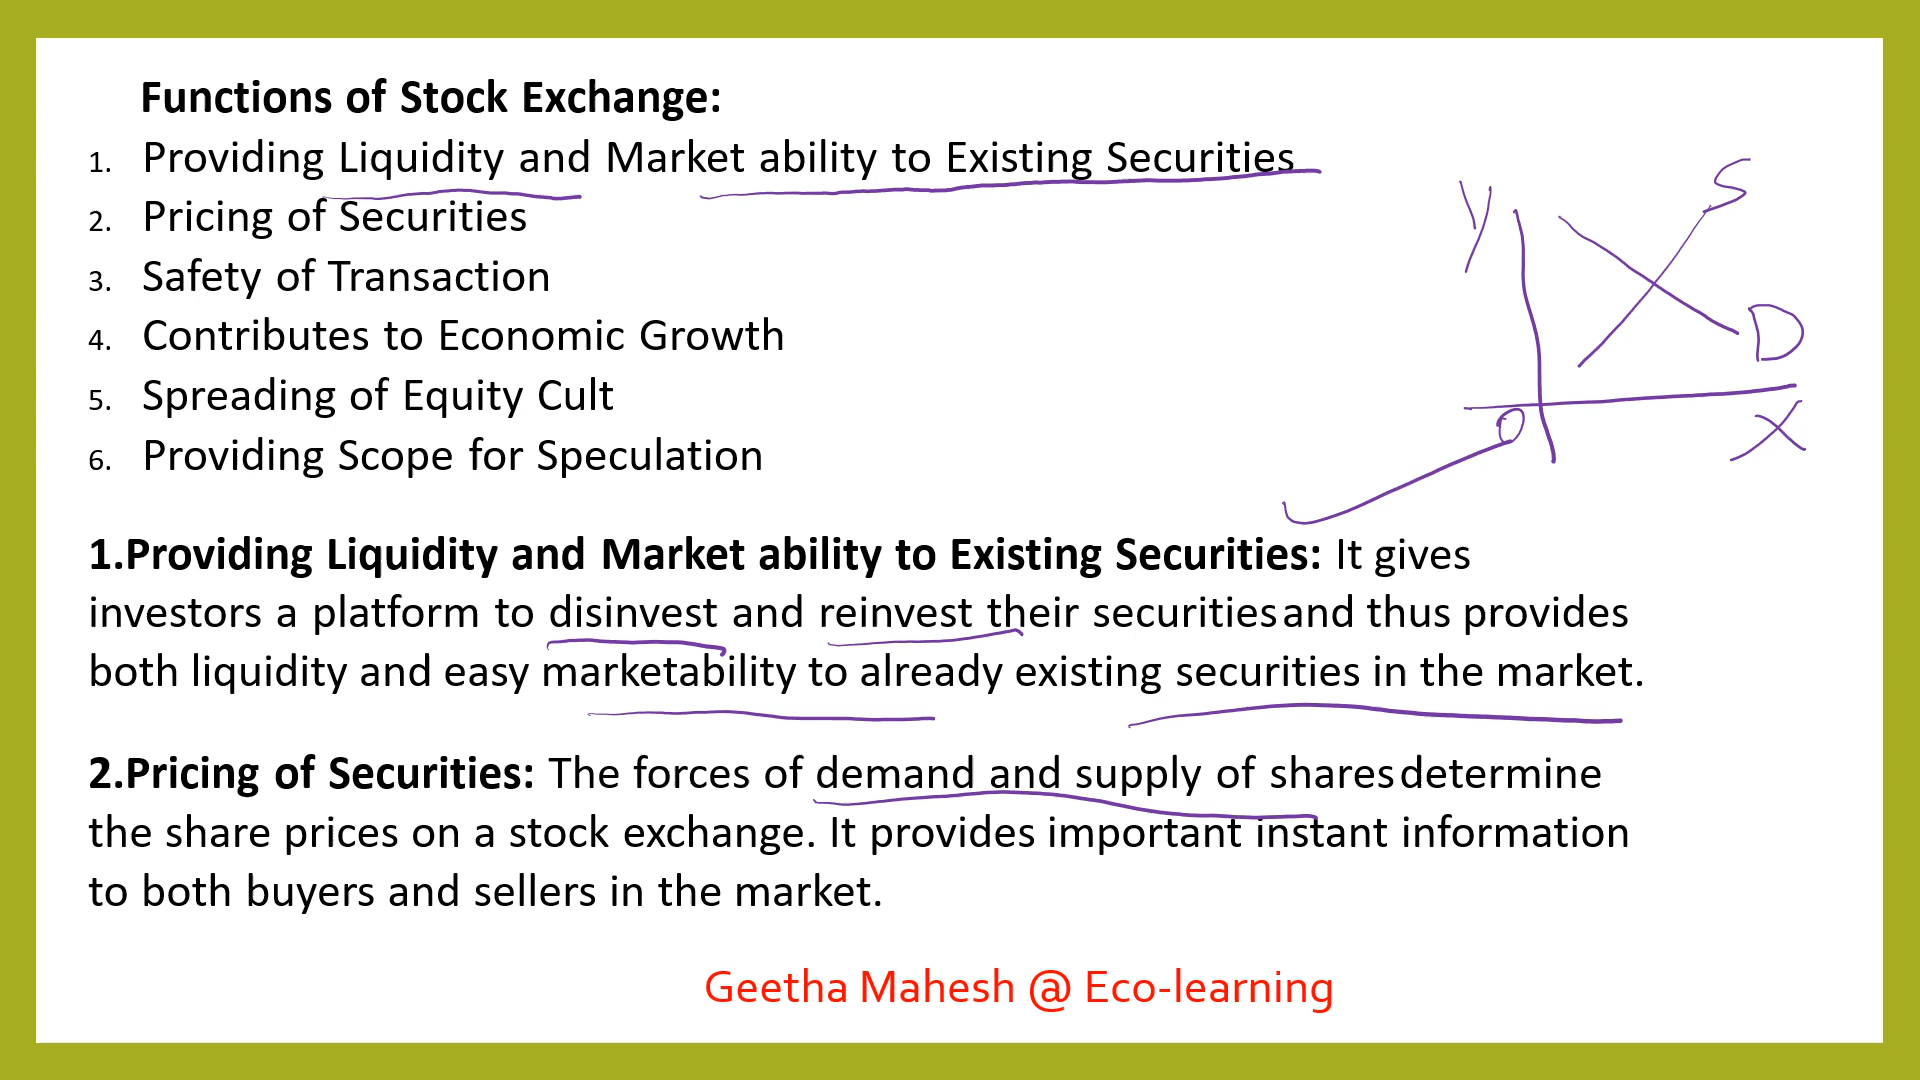 Functions of Stock Exchange:
1. Providing Liquidity and Market ability to Existing Securities
2. Pricing of Securities
3. Safety of Transaction
4. Contributes to Economic Growth
5. Spreading of Equity Cult
6. Providing Scope for Speculation
Y
S
D
O
X
1.Providing Liquidity and Market ability to Existing Securities: It gives
investors a platform to disinvest and reinvest their securities and thus provides
both liquidity and easy marketability to already existing securities in the market.
2.Pricing of Securities: The forces of demand and supply of shares determine
the share prices on a stock exchange. It provides important instant information
to both buyers and sellers in the market.
Geetha Mahesh @ Eco-learning